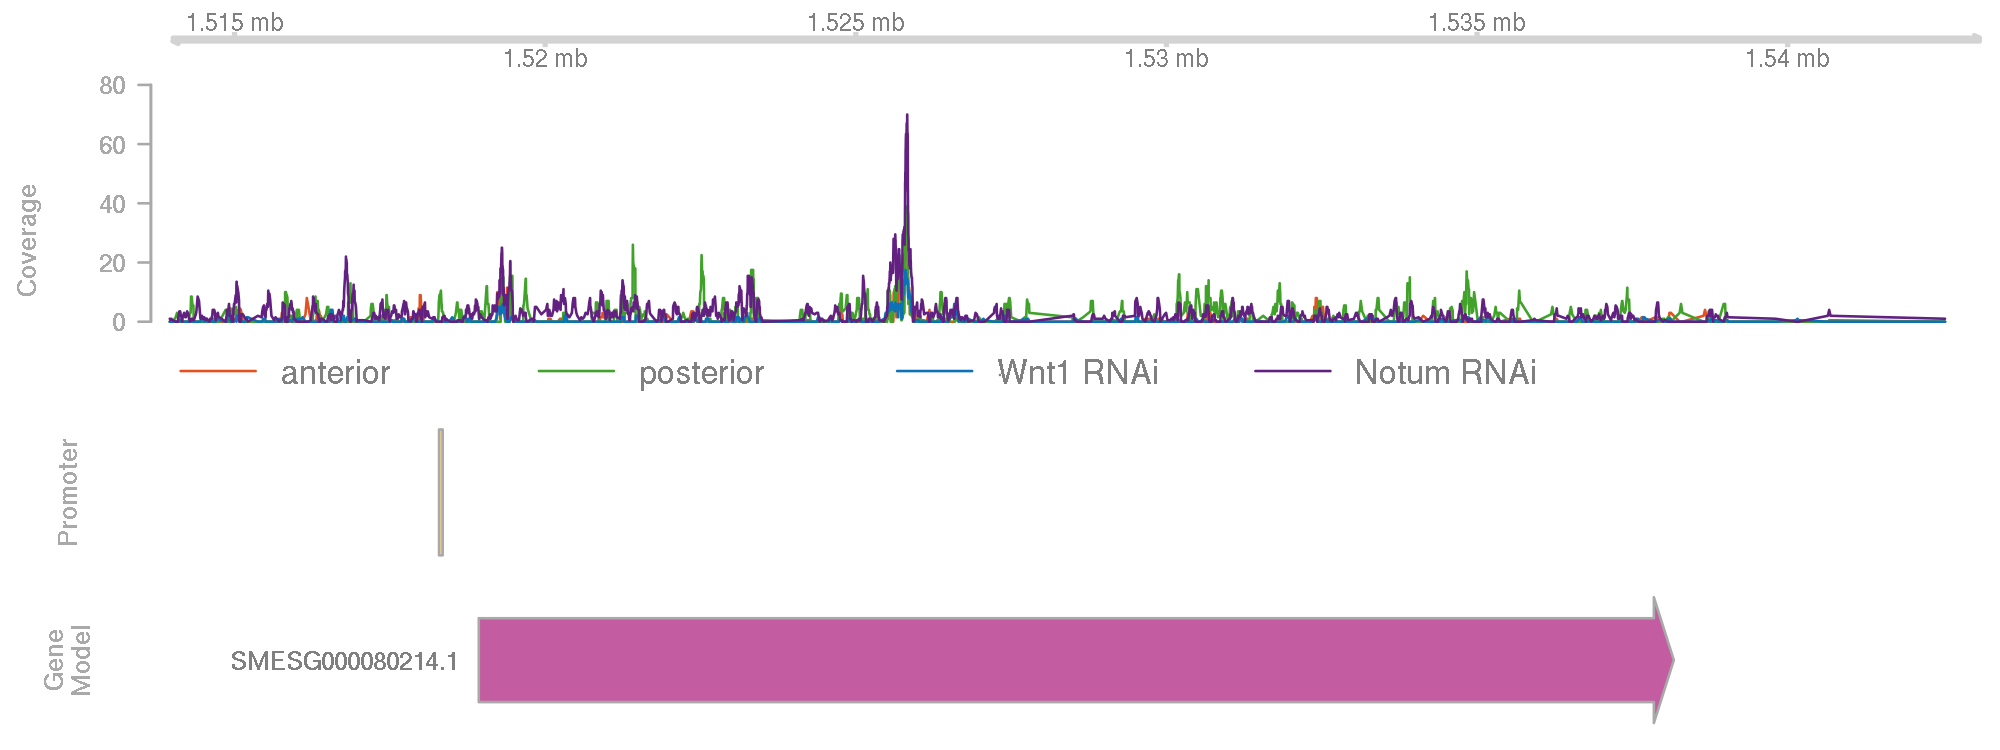 1.515 mb 1.525 mb 1.535 mb
1.52 mb 1.53 mb 1.54 mb
80
60
40
20
0
Coverage
anterior posterior Wnt1 RNAi Notum RNAi
Promoter
Gene
Model
SMESG000080214.1